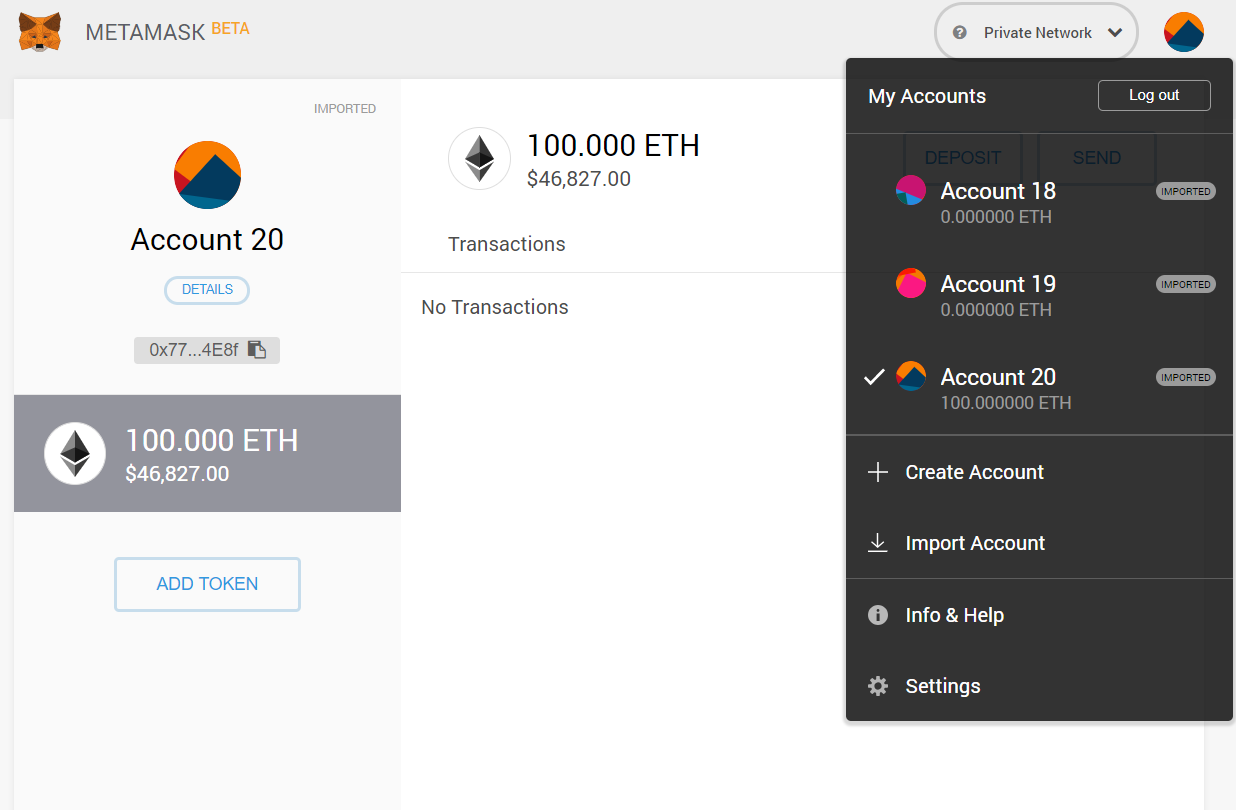 METAMASK BETA
Private Network
IMPORTED
Account 20
DETAILS
0x77...4E8f
100.000 ETH
$46,827.00
ADD TOKEN
100.000 ETH
$46,827.00
Transactions
No Transactions
My Accounts
Log out
DEPOSIT
SEND
Account 18
IMPORTED
0.000000 ETH
Account 19
IMPORTED
0.000000 ETH
Account 20
IMPORTED
100.000000 ETH
Create Account
Import Account
Info & Help
Settings